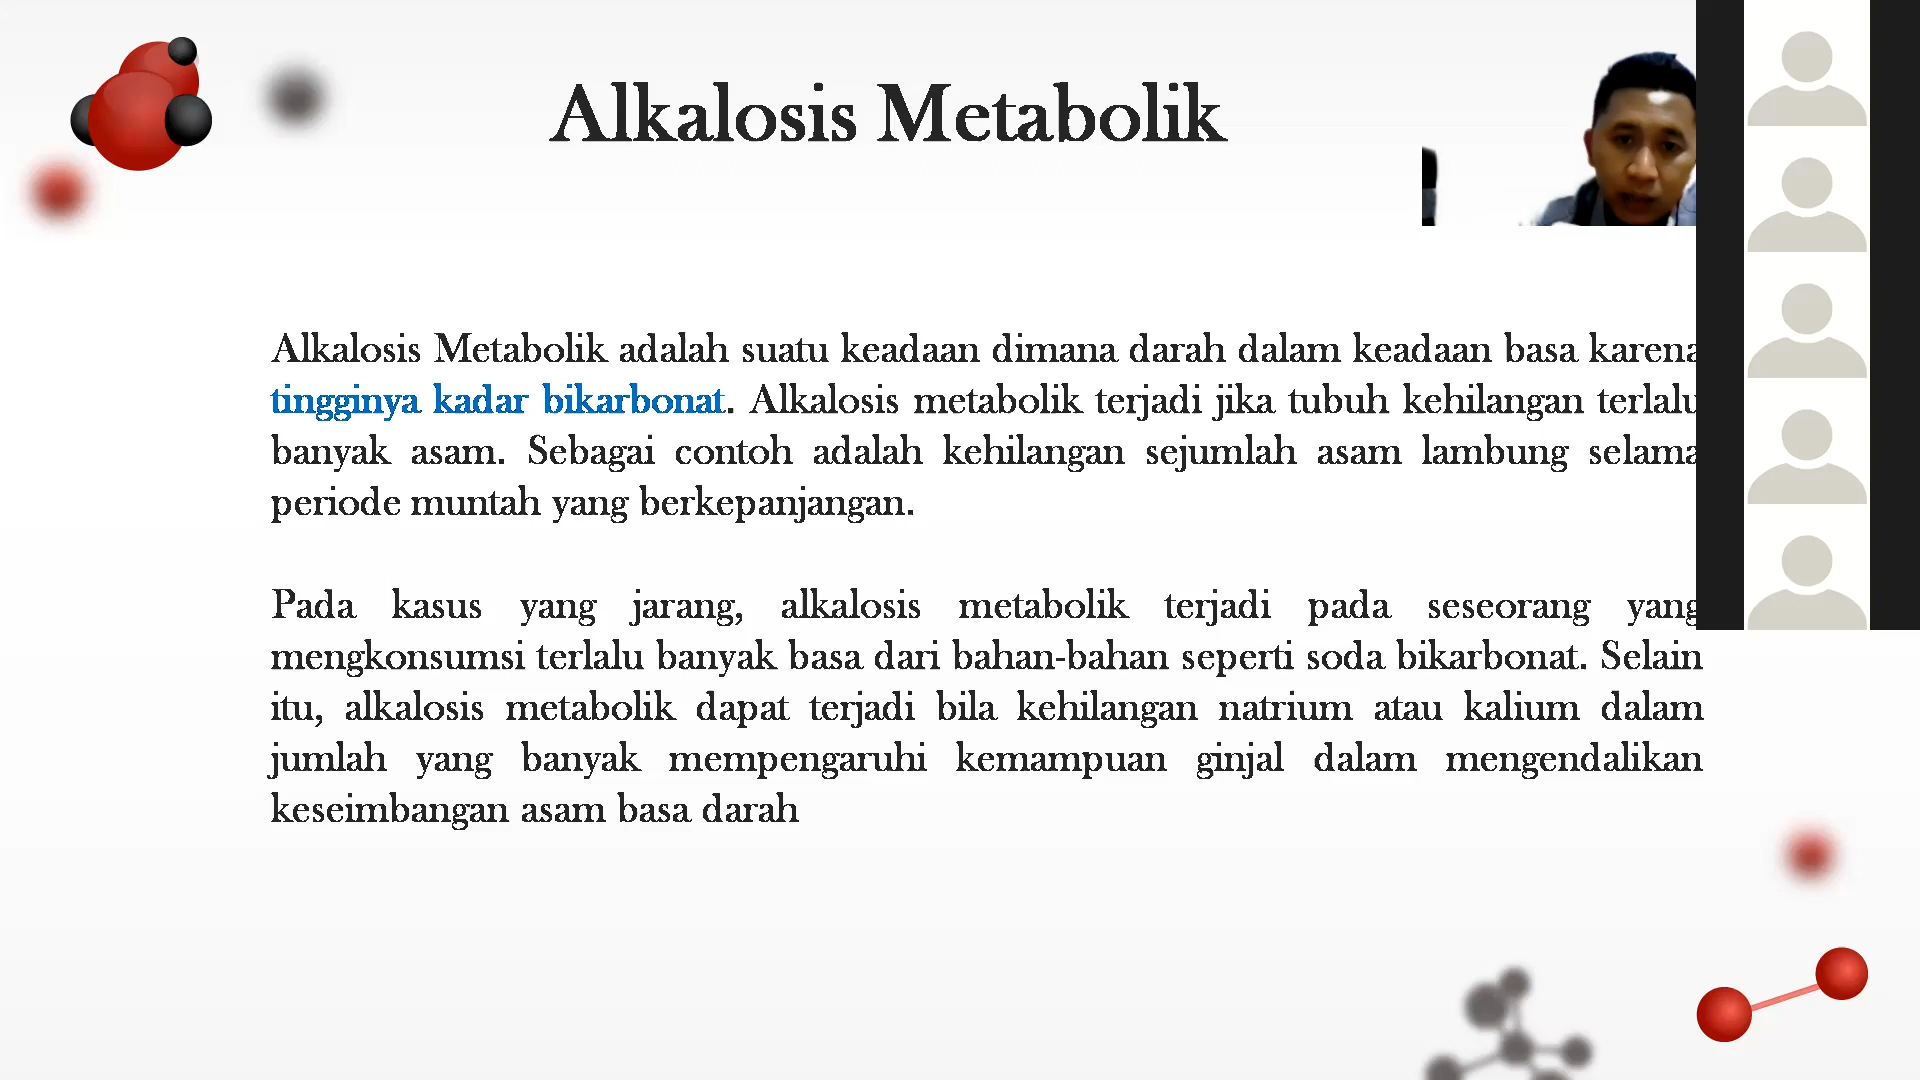 Alkalosis Metabolik
Alkalosis Metabolik adalah suatu keadaan dimana darah dalam keadaan basa karena
tingginya kadar bikarbonat. Alkalosis metabolik terjadi jika tubuh kehilangan terlalu
banyak asam. Sebagai contoh adalah kehilangan sejumlah asam lambung selama
periode muntah yang berkepanjangan.
Pada kasus yang jarang, alkalosis metabolik terjadi pada seseorang yang
mengkonsumsi terlalu banyak basa dari bahan-bahan seperti soda bikarbonat. Selain
itu, alkalosis metabolik dapat terjadi bila kehilangan natrium atau kalium dalam
jumlah yang banyak mempengaruhi kemampuan ginjal dalam mengendalikan
keseimbangan asam basa darah